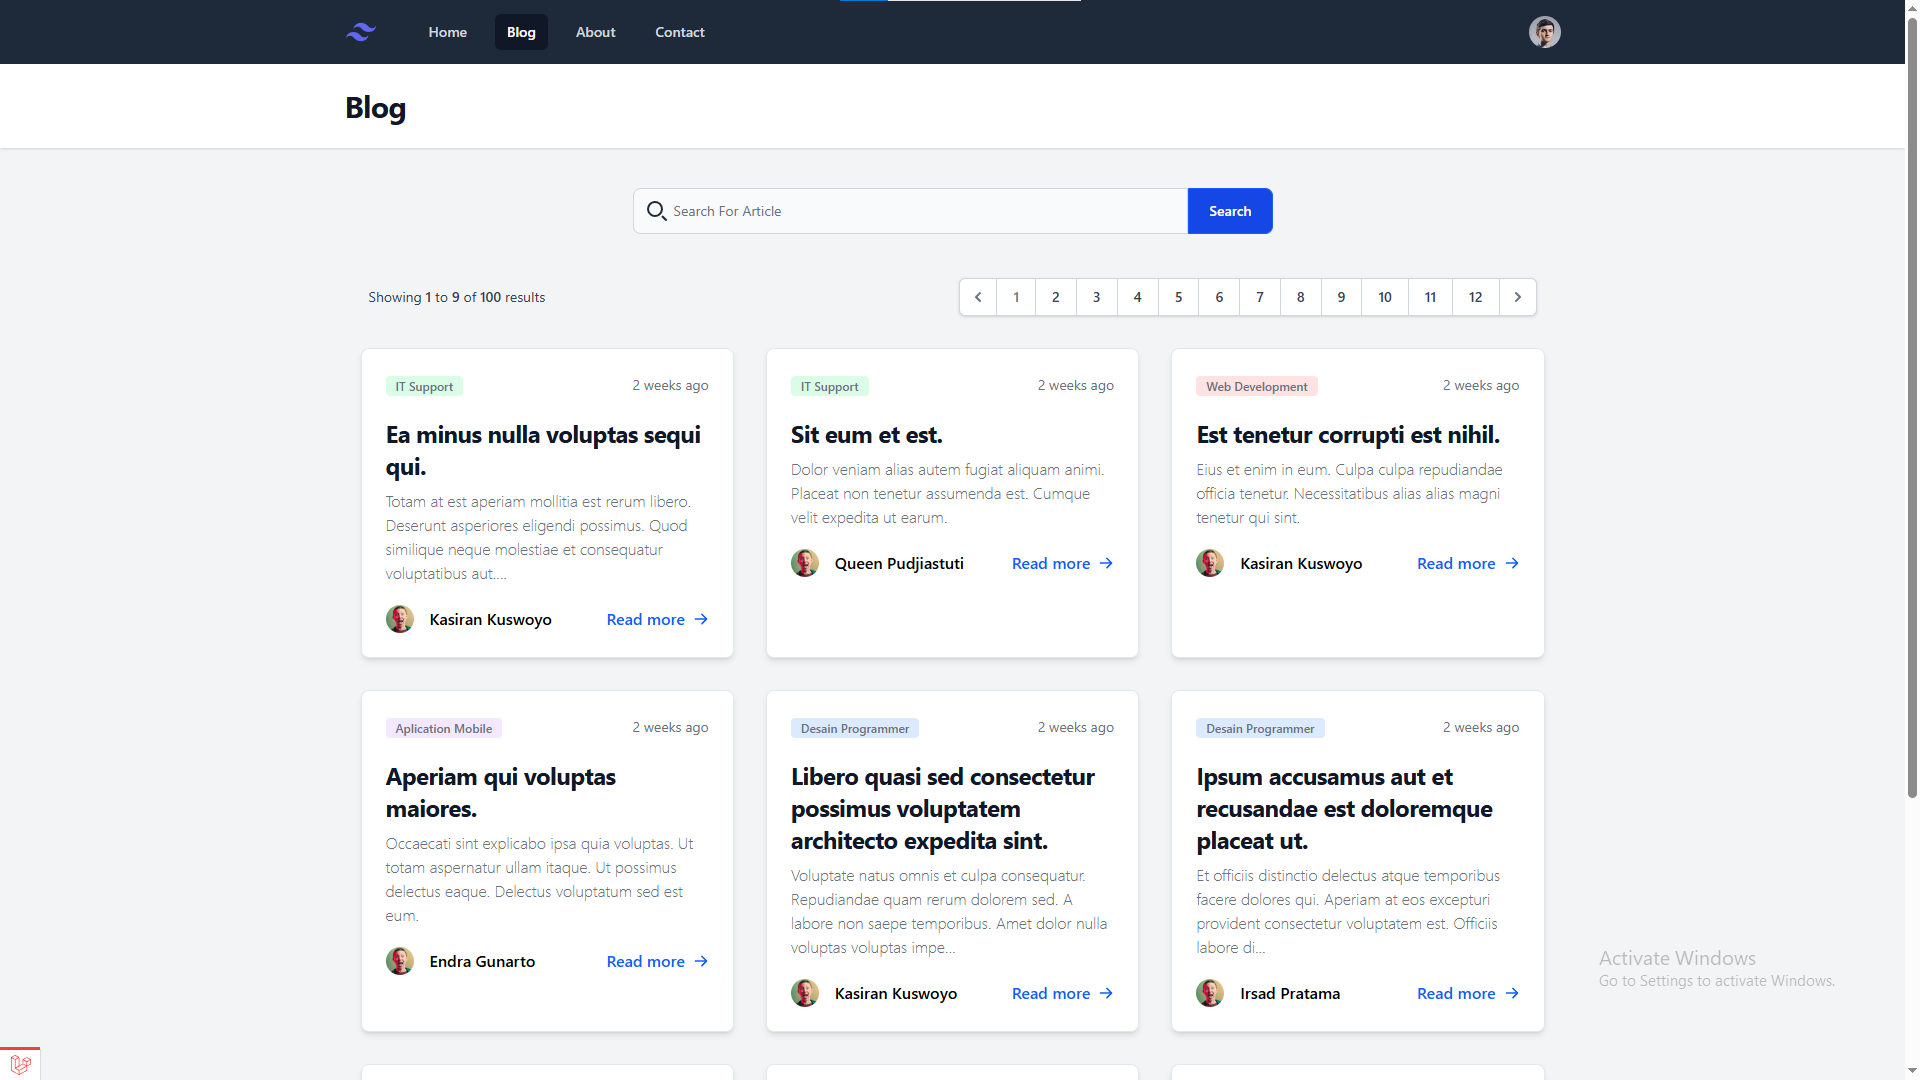 Home
Blog
About
Contact
Blog
Search For Article
Search
Showing 1 to 9 of 100 results
1 2 3 4 5 6 7 8 9 10 11 12
IT Support
2 weeks ago
Ea minus nulla voluptas sequi
qui.
Totam at est aperiam mollitia est rerum libero.
Deserunt asperiores eligendi possimus. Quod
similique neque molestiae et consequatur
voluptatibus aut....
Kasiran Kuswoyo
Read more
IT Support
2 weeks ago
Sit eum et est.
Dolor veniam alias autem fugiat aliquam animi.
Placeat non tenetur assumenda est. Cumque
velit expedita ut earum.
Queen Pudjiastuti
Read more
Web Development
2 weeks ago
Est tenetur corrupti est nihil.
Eius et enim in eum. Culpa culpa repudiandae
officia tenetur. Necessitatibus alias alias magni
tenetur qui sint.
Kasiran Kuswoyo
Read more
Aplication Mobile
2 weeks ago
Aperiam qui voluptas
maiores.
Occaecati sint explicabo ipsa quia voluptas. Ut
totam aspernatur ullam itaque. Ut possimus
delectus eaque. Delectus voluptatum sed est
eum.
Endra Gunarto
Read more
Desain Programmer
2 weeks ago
Libero quasi sed consectetur
possimus voluptatem
architecto expedita sint.
Voluptate natus omnis et culpa consequatur.
Repudiandae quam rerum dolorem sed. A
labore non saepe temporibus. Amet dolor nulla
voluptas voluptas impe...
Kasiran Kuswoyo
Read more
Desain Programmer
2 weeks ago
Ipsum accusamus aut et
recusandae est doloremque
placeat ut.
Et officiis distinctio delectus atque temporibus
facere dolores qui. Aperiam at eos excepturi
provident consectetur voluptatem est. Officiis
labore di...
Irsad Pratama
Read more
Activate Windows
Go to Settings to activate Windows.